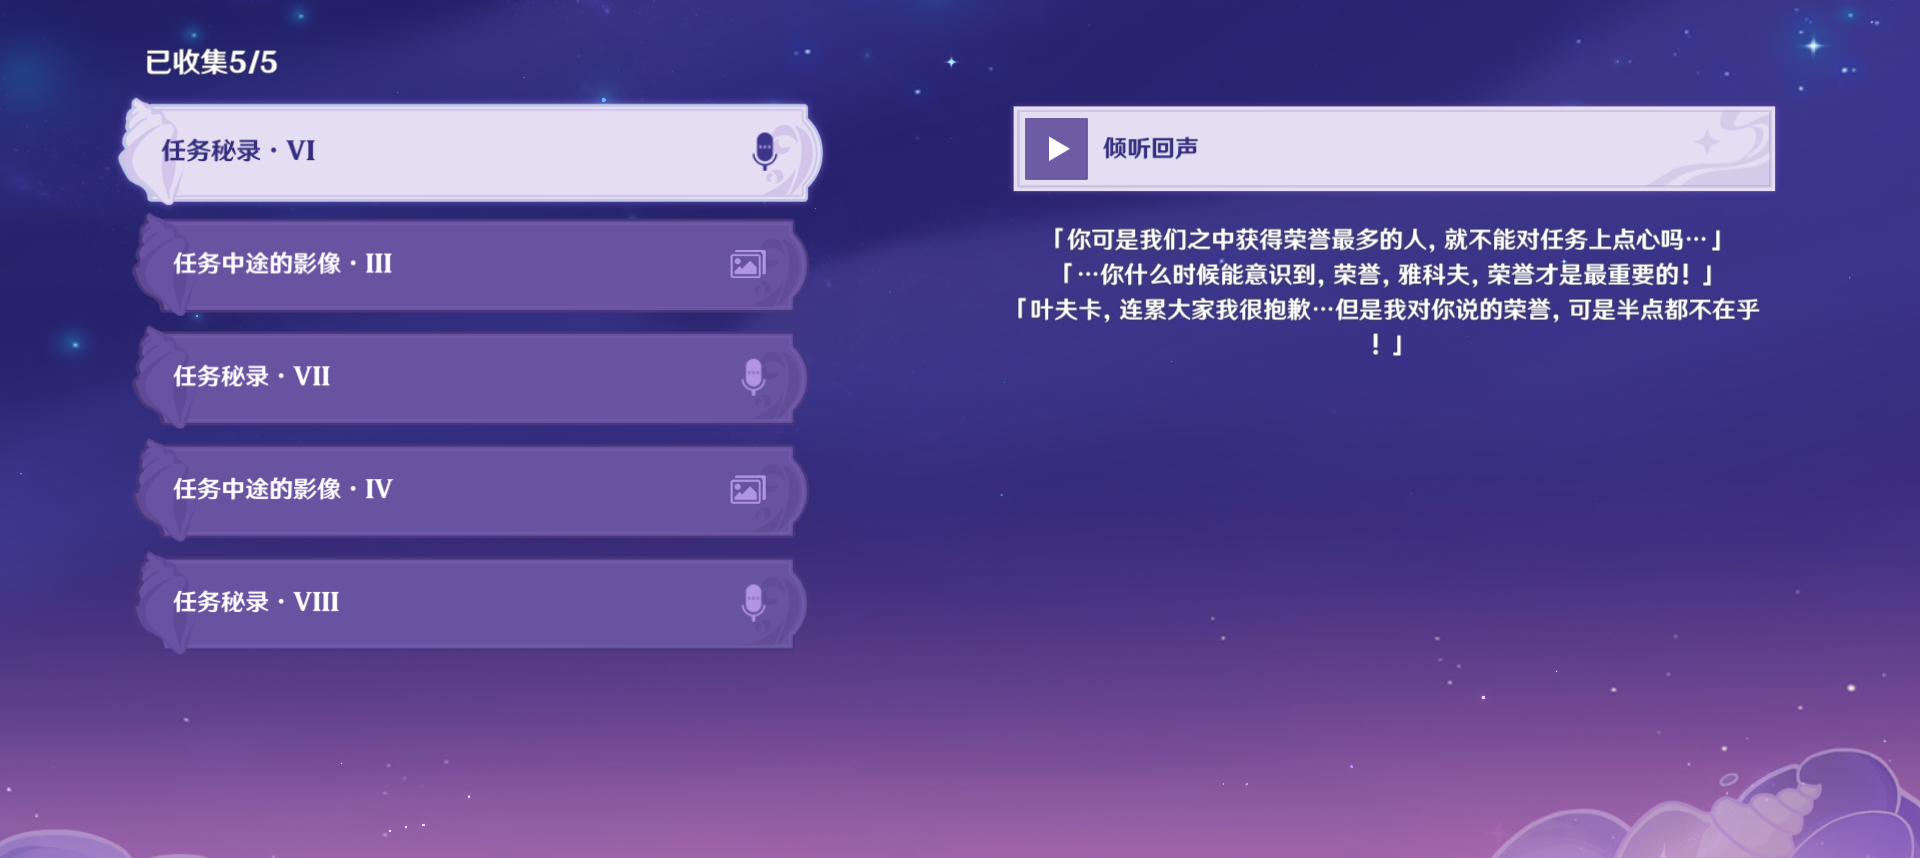 已收集5/5
任务秘录·VI
任务中途的影像·III
任务秘录·VII
任务中途的影像·IV
任务秘录·VIII
倾听回声
「你可是我们之中获得荣誉最多的人，就不能对任务上点心吗…」
「…你什么时候能意识到，荣誉，雅科夫，荣誉才是最重要的！」
「叶夫卡，连累大家我很抱歉…但是我对你说的荣誉，可是半点都不在乎
！」